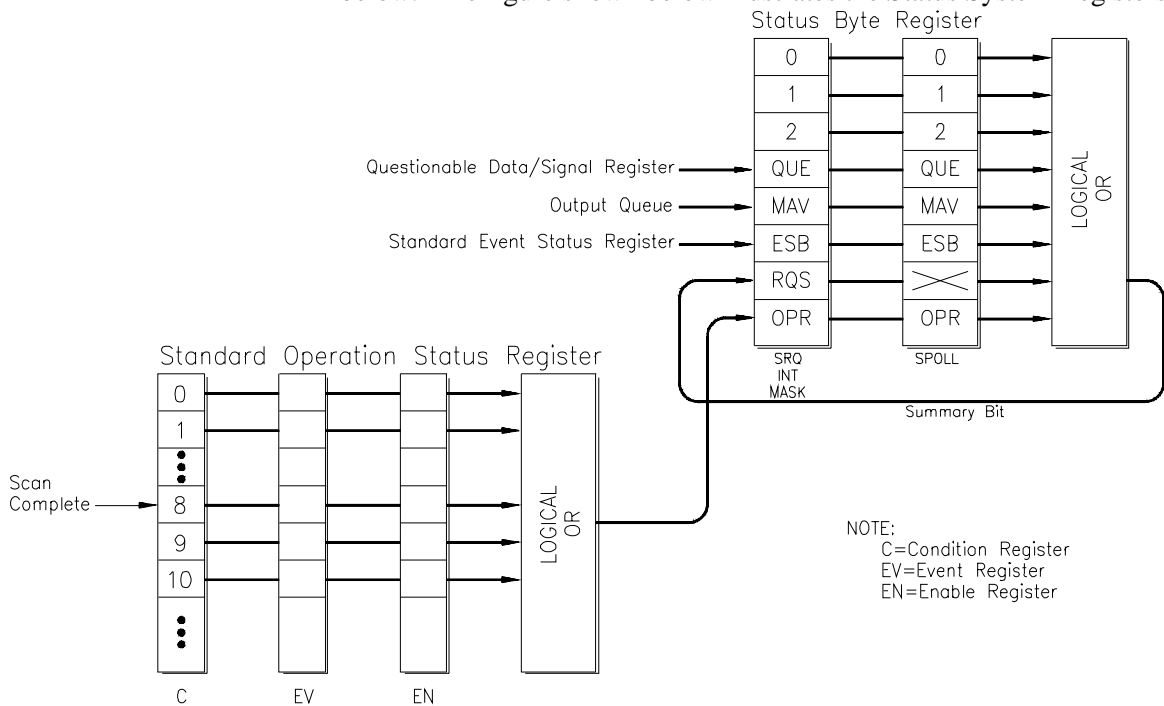 Status Byte Register
0 0
1 1
2 2
Questionable Data/Signal Register QUE QUE
Output Queue MAV MAV
Standard Event Status Register ESB ESB
RQS
OPR OPR
LOGICAL
OR
SRQ
INT
MASK
SPOLL
Summary Bit
Standard Operation Status Register
0
1
Scan
Complete
8
9
10
LOGICAL
OR
C EV EN
NOTE:
C=Condition Register
EV=Event Register
EN=Enable Register